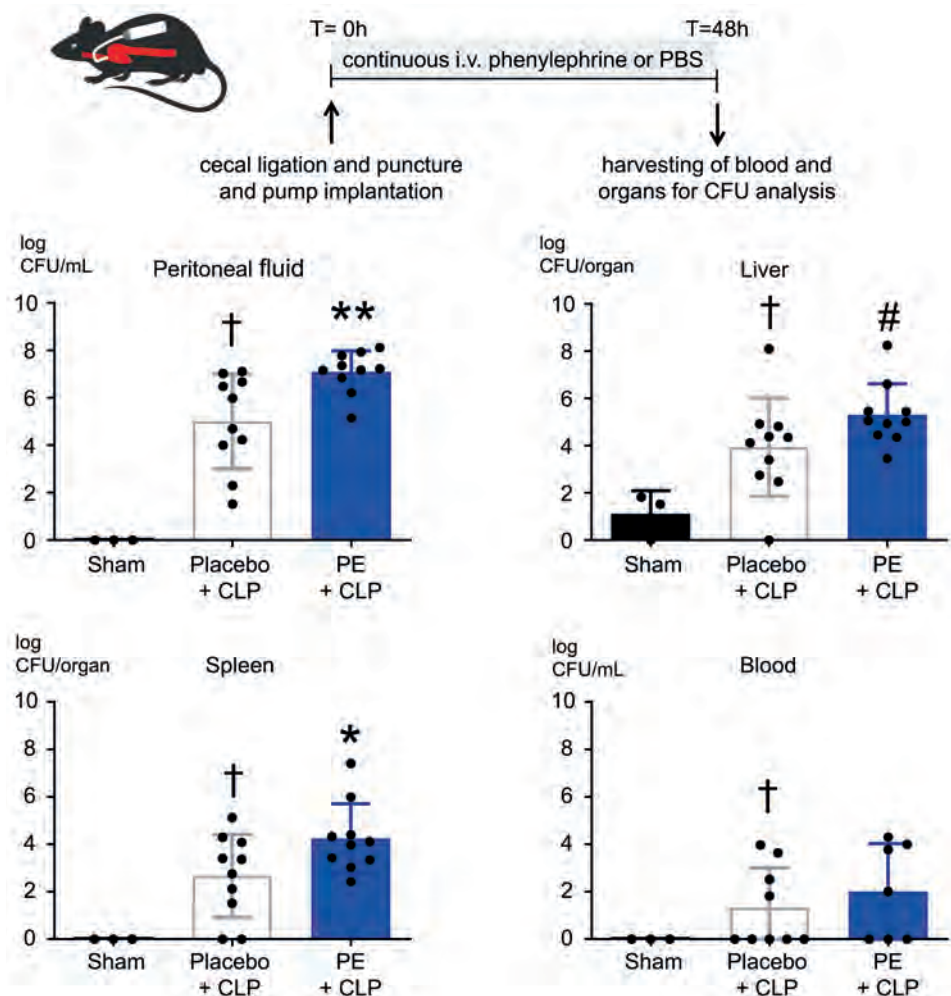 T= 0h
T=48h
continuous i.v. phenylephrine or PBS
cecal ligation and puncture
and pump implantation
harvesting of blood and
organs for CFU analysis
log
CFU/mL
Peritoneal fluid
†
**
10
8
6
4
2
0
Sham
Placebo
+ CLP
PE
+ CLP
log
CFU/organ
Liver
†
#
10
8
6
4
2
0
Sham
Placebo
+ CLP
PE
+ CLP
log
CFU/organ
Spleen
†
*
10
8
6
4
2
0
Sham
Placebo
+ CLP
PE
+ CLP
log
CFU/mL
Blood
†
10
8
6
4
2
0
Sham
Placebo
+ CLP
PE
+ CLP